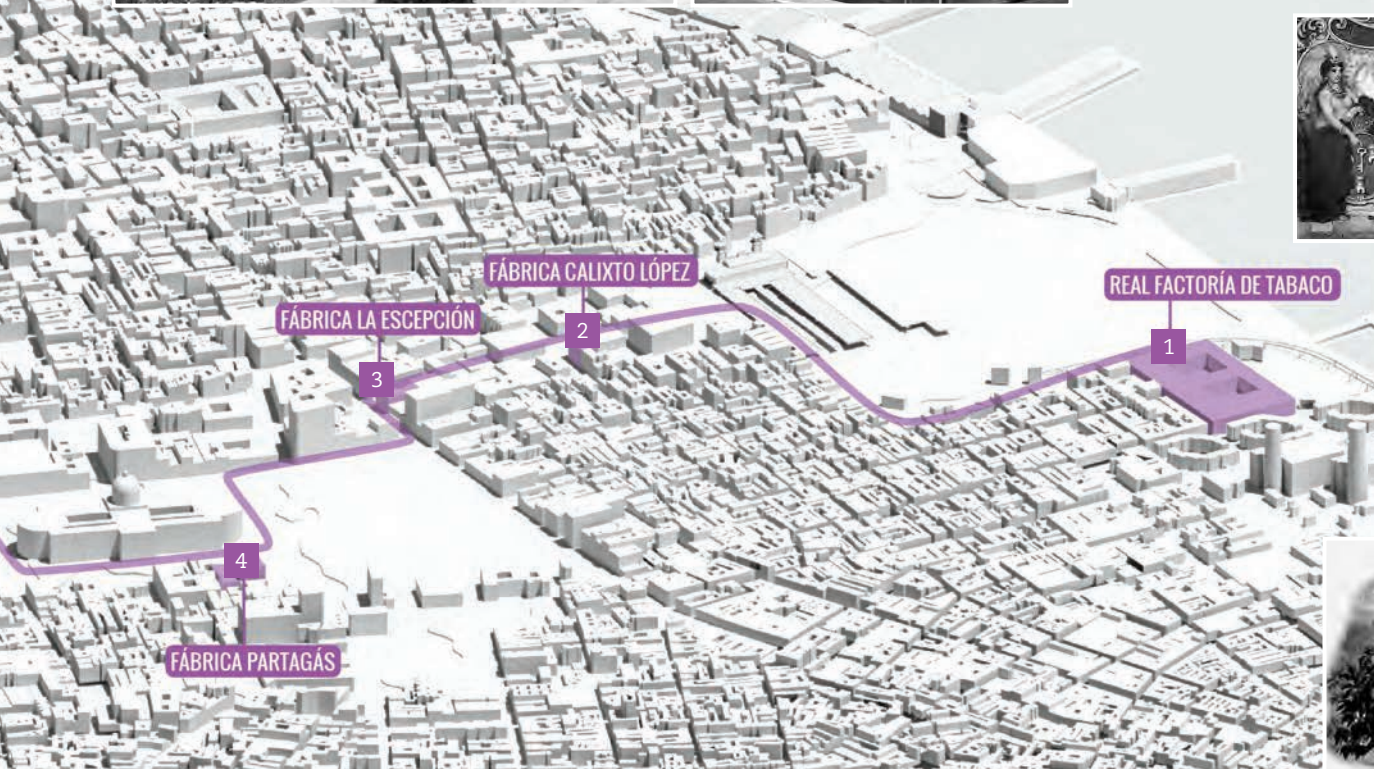 FÁBRICA CALIXTO LÓPEZ
REAL FACTORÍA DE TABACO
FÁBRICA LA ESCEPCIÓN
2
1
3
4
FÁBRICA PARTAGÁS